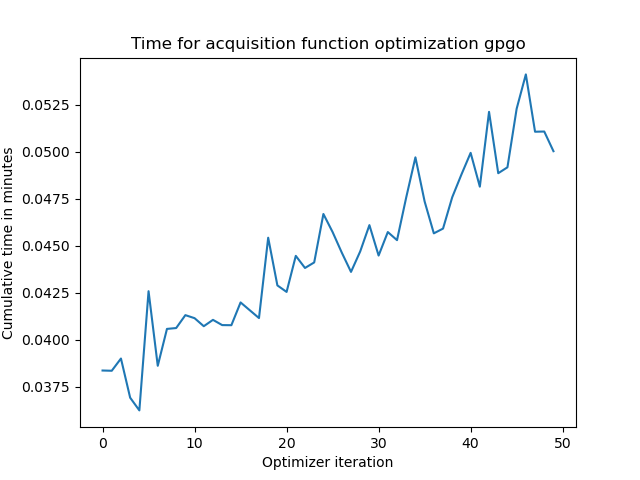 Time for acquisition function optimization gpgo
Cumulative time in minutes
0.0525
0.0500
0.0475
0.0450
0.0425
0.0400
0.0375
0 10 20 30 40 50
Optimizer iteration